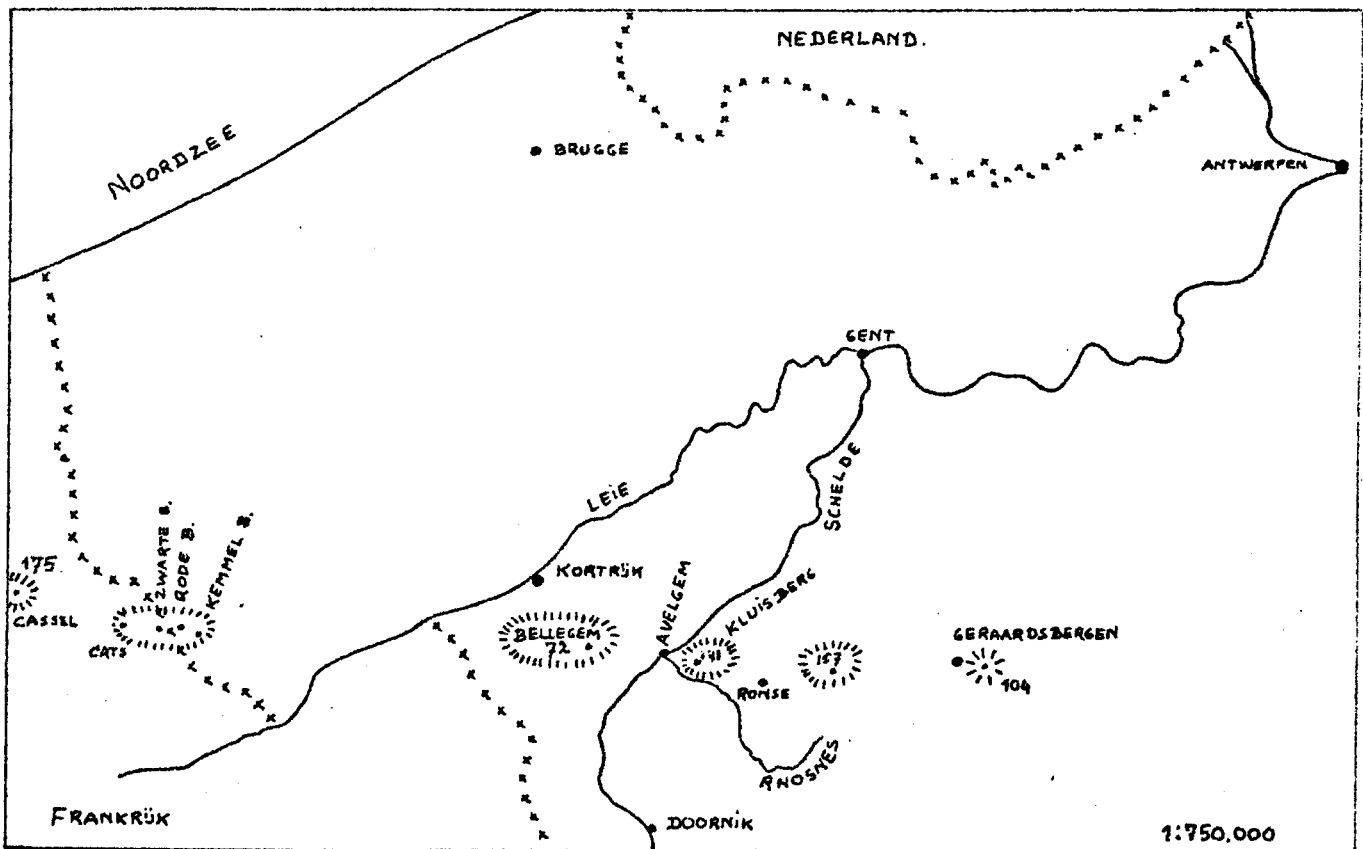 NEDERLAND.
NOORDZEE
BRUGGE
ANTWERPEN
GENT
LEIE
SCHELDE
175
CASSEL
ZWARTE B.
RODE B.
KEMMEL B.
CATS
KORTRIJK
BELLEGEM
72
AVELGEM
KLUISBERG
RONSE
157
GERAARDSBERGEN
104
RHOSNES
FRANKRIJK
DOORNIK
1:750.000